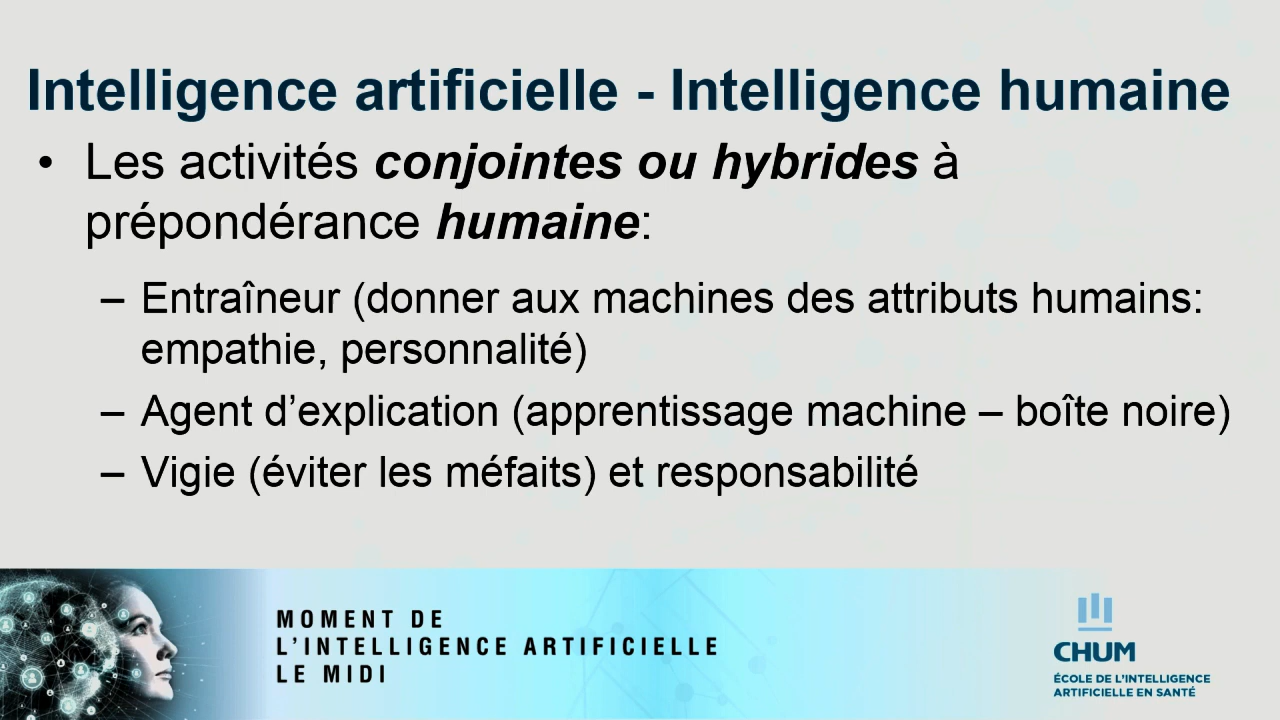 Intelligence artificielle - Intelligence humaine
• Les activités conjointes ou hybrides à
prépondérance humaine:
– Entraîneur (donner aux machines des attributs humains:
empathie, personnalité)
– Agent d’explication (apprentissage machine – boîte noire)
– Vigie (éviter les méfaits) et responsabilité
MOMENT DE
L’INTELLIGENCE ARTIFICIELLE
LE MIDI
CHUM
ÉCOLE DE L’INTELLIGENCE
ARTIFICIELLE EN SANTÉ